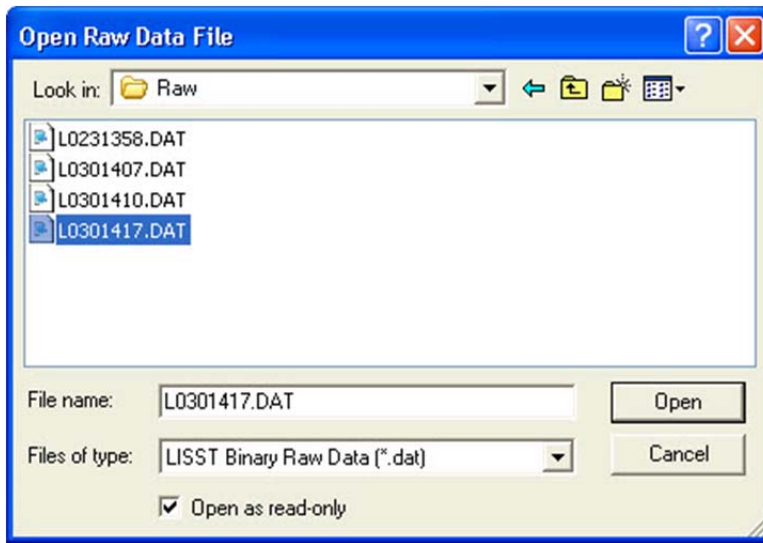 Open Raw Data File
Look in: Raw
L0231358.DAT
L0301407.DAT
L0301410.DAT
L0301417.DAT
File name: L0301417.DAT Open
Files of type: LISST Binary Raw Data (*.dat) Cancel
Open as read-only